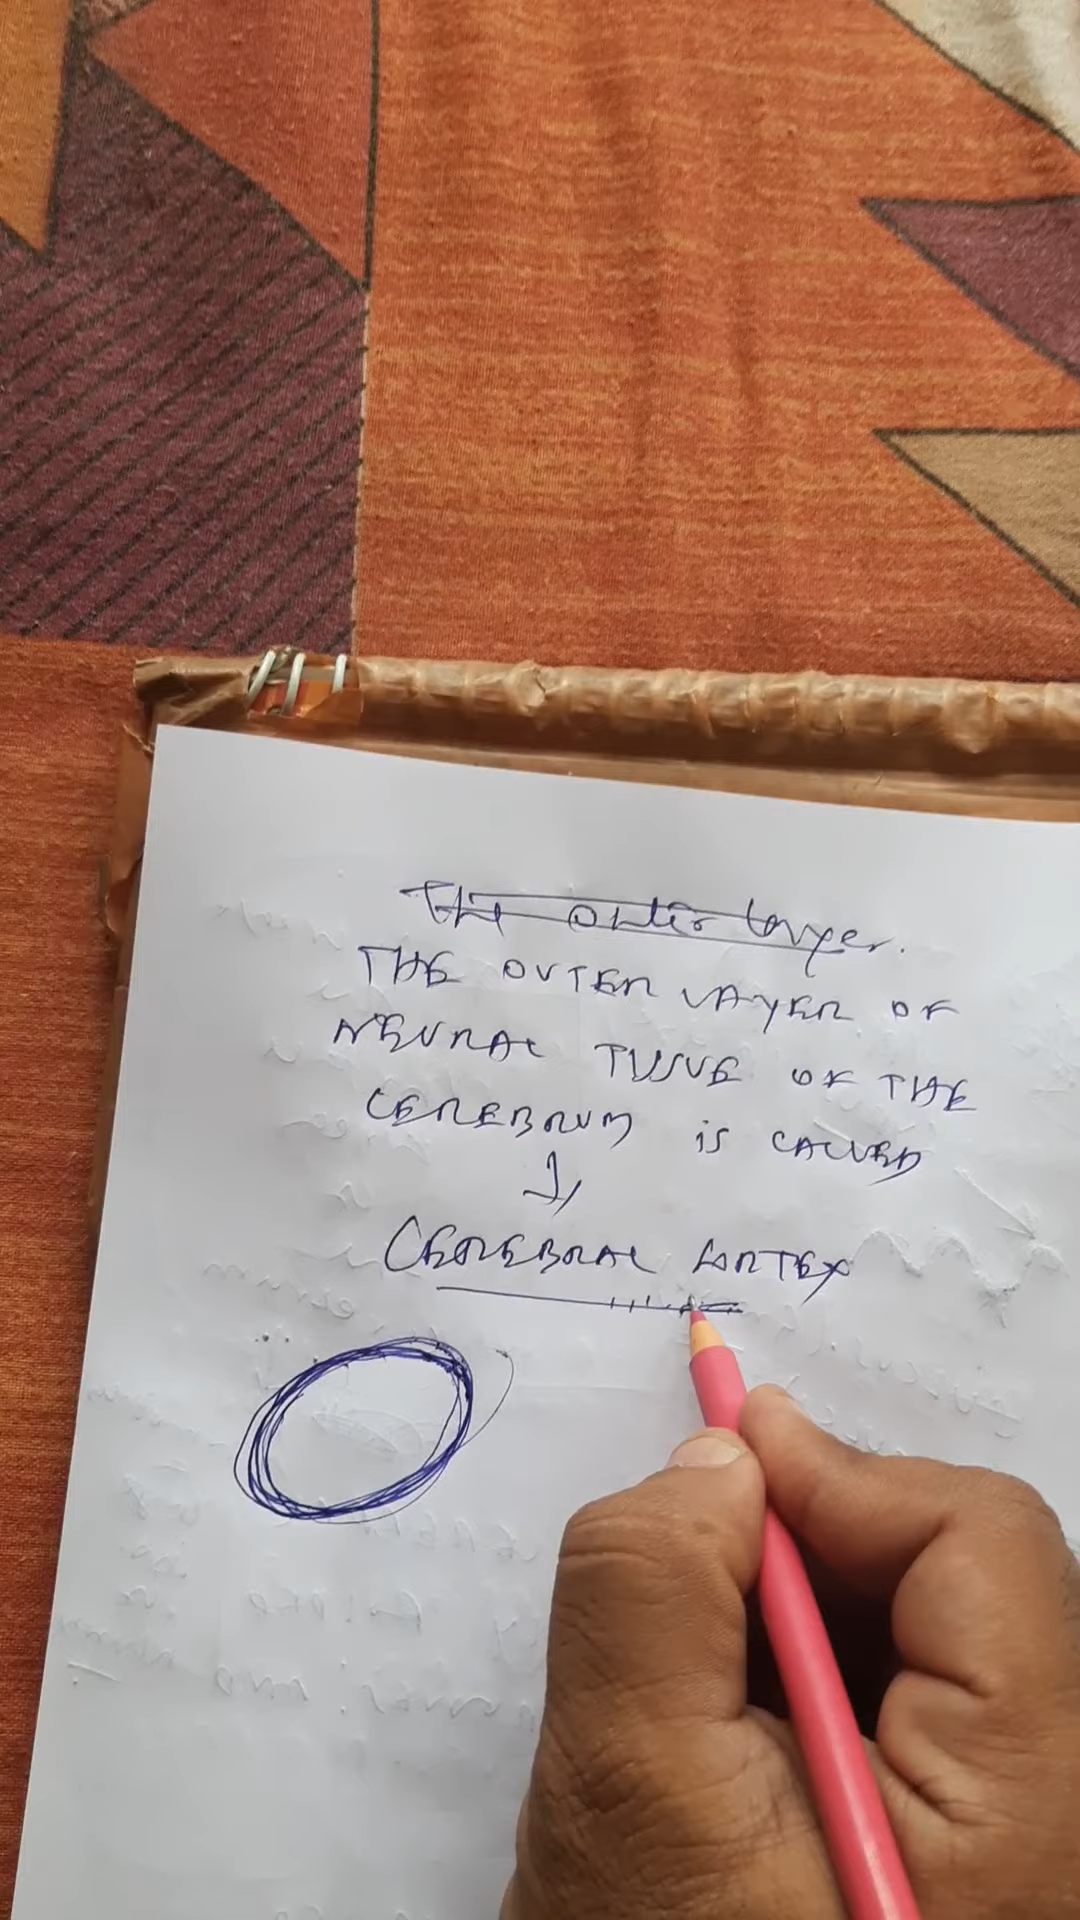 The outer layer.
THE OUTER LAYER OF
NEURAL TISSUE OF THE
CEREBRUM is CALLED
CEREBRAL CORTEX